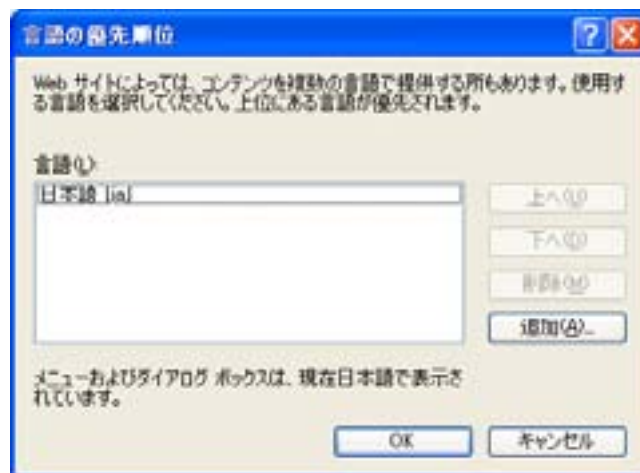 言語の優先順位
Web サイトによっては、コンテンツを複数の言語で提供する所もあります。使用す
る言語を選択してください。上位にある言語が優先されます。
言語(L)
日本語 [ja]
上へ(U)
下へ(D)
削除(M)
追加(A)...
メニューおよびダイアログ ボックスは、現在日本語で表示さ
れています。
OK
キャンセル